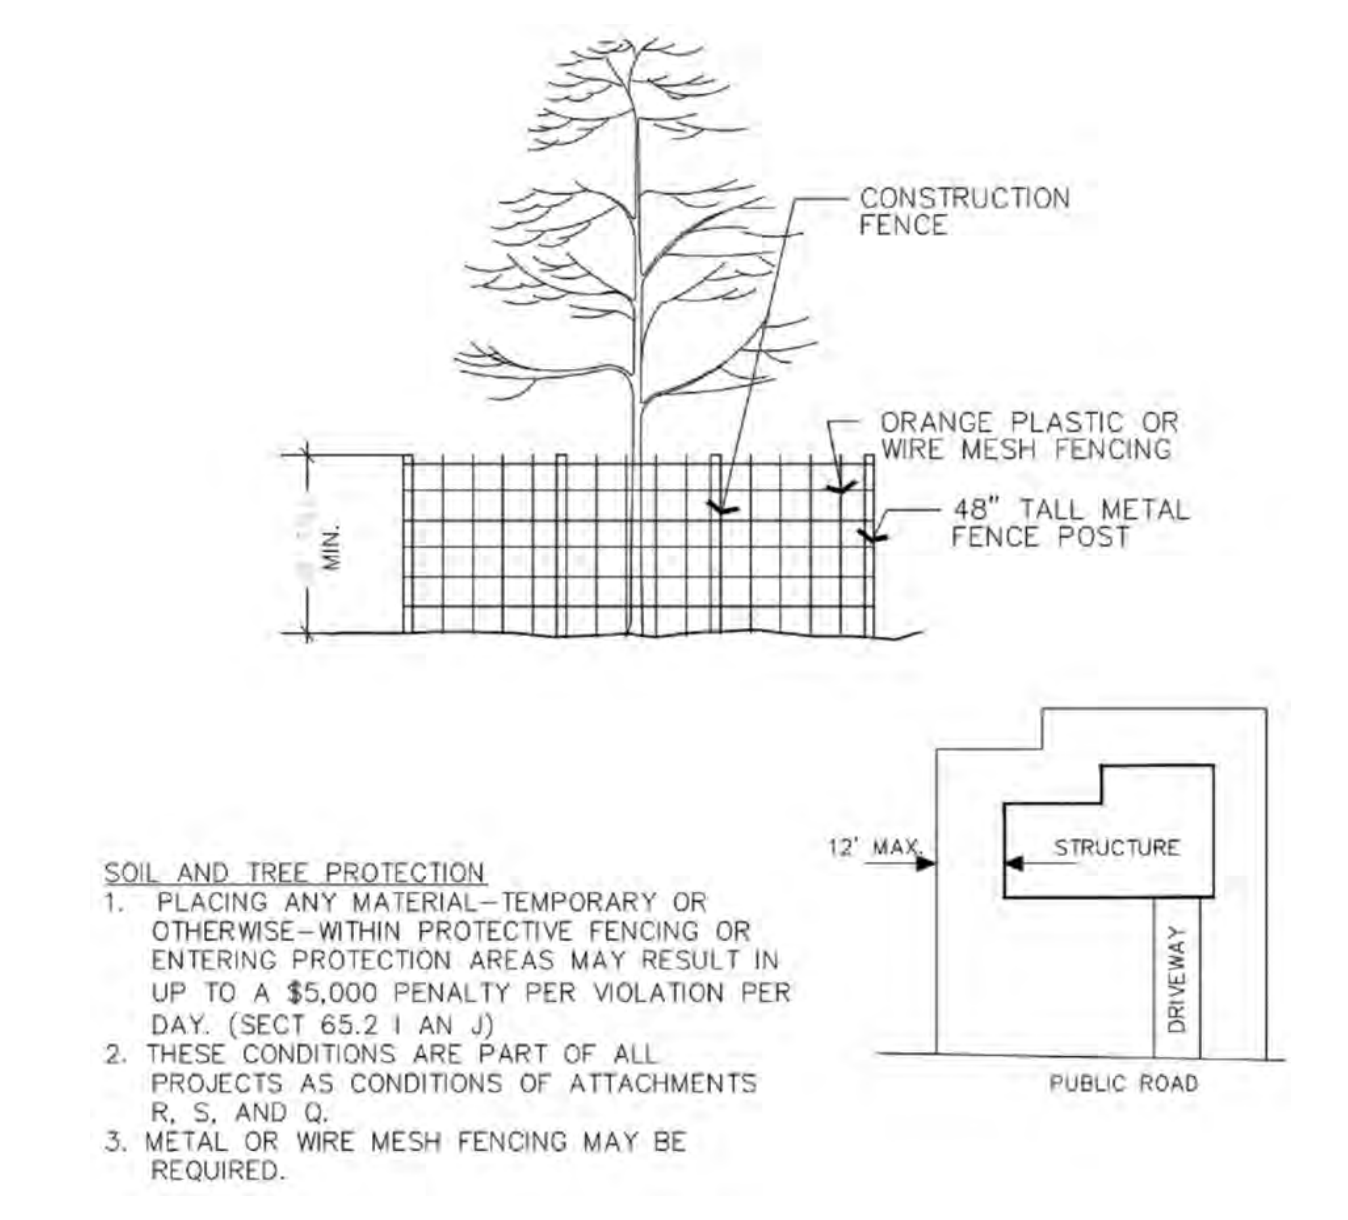 CONSTRUCTION
FENCE
ORANGE PLASTIC OR
WIRE MESH FENCING
48" TALL METAL
FENCE POST
MIN.
12' MAX.
STRUCTURE
DRIVEWAY
PUBLIC ROAD
SOIL AND TREE PROTECTION
1. PLACING ANY MATERIAL–TEMPORARY OR
OTHERWISE–WITHIN PROTECTIVE FENCING OR
ENTERING PROTECTION AREAS MAY RESULT IN
UP TO A $5,000 PENALTY PER VIOLATION PER
DAY. (SECT 65.2 I AN J)
2. THESE CONDITIONS ARE PART OF ALL
PROJECTS AS CONDITIONS OF ATTACHMENTS
R, S, AND Q.
3. METAL OR WIRE MESH FENCING MAY BE
REQUIRED.